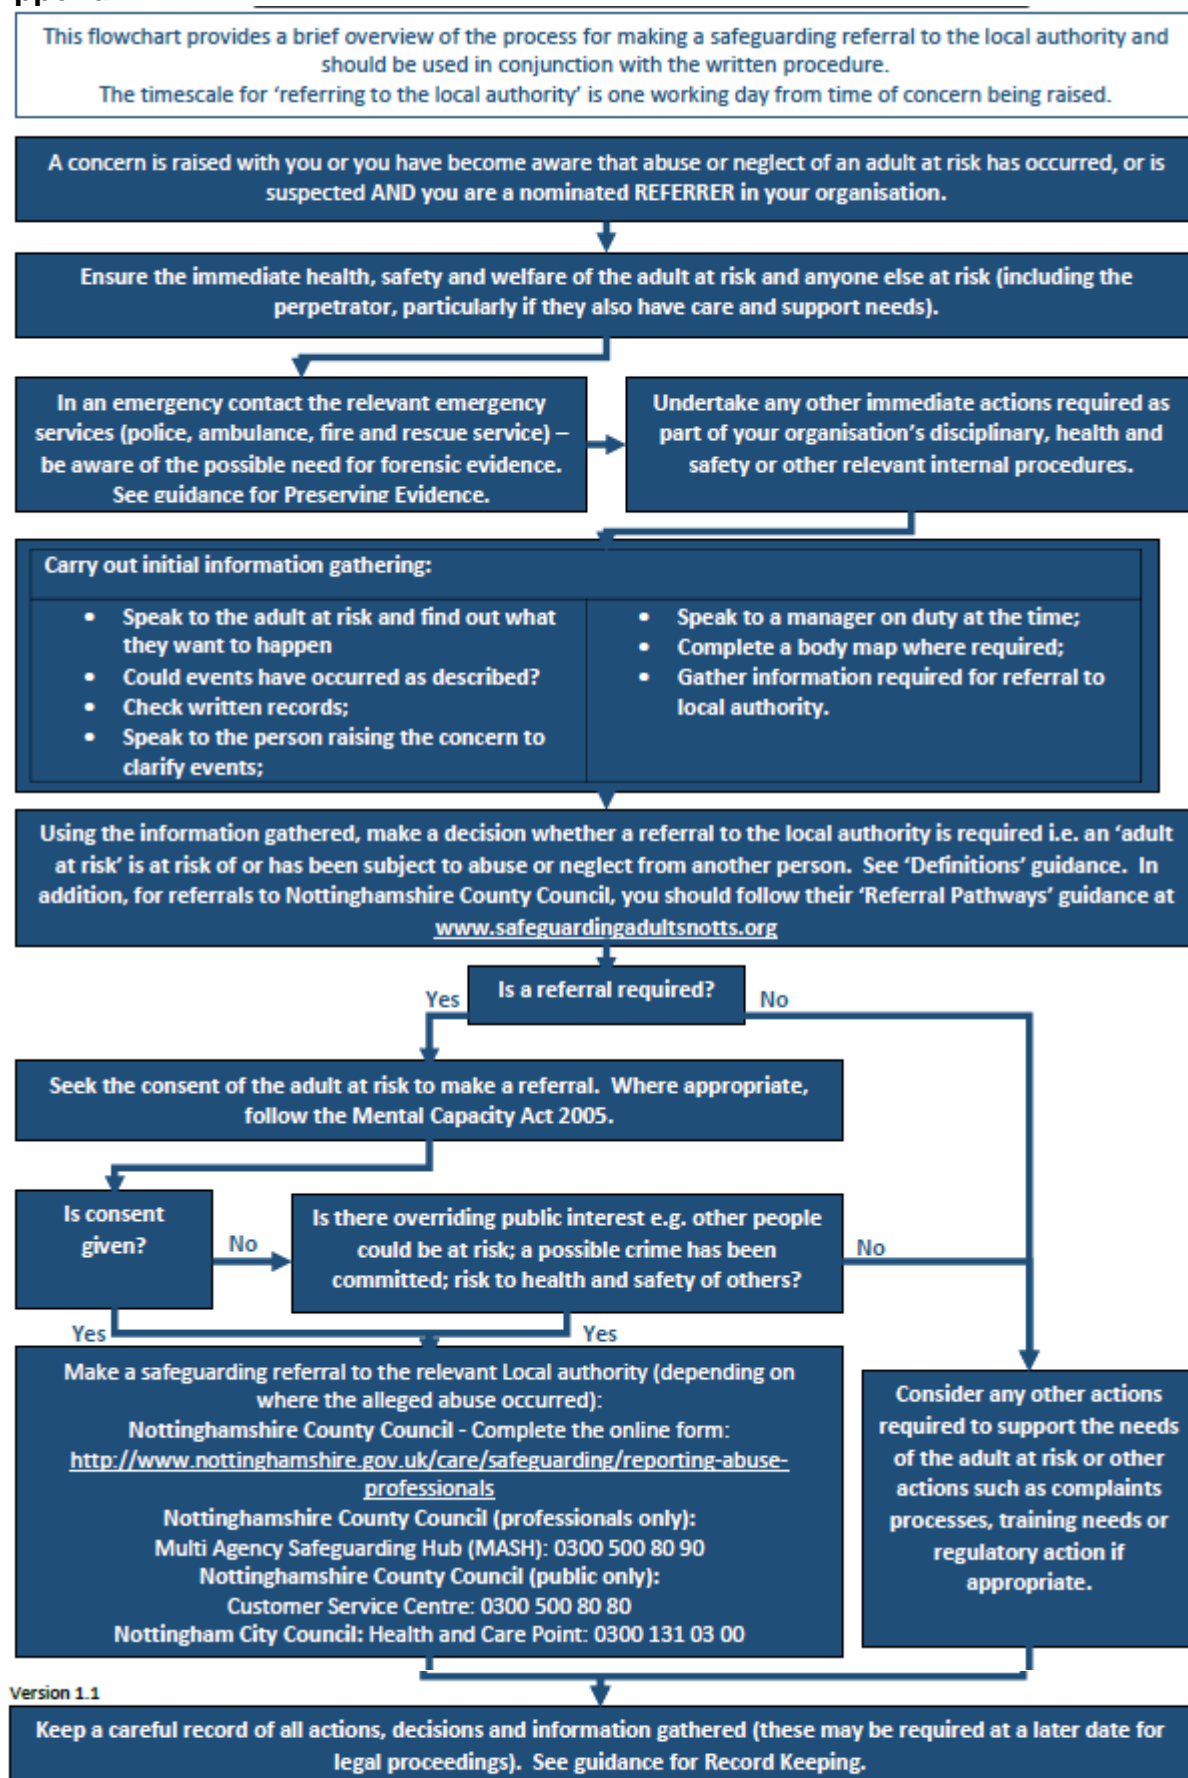 This flowchart provides a brief overview of the process for making a safeguarding referral to the local authority and
should be used in conjunction with the written procedure.
The timescale for ‘referring to the local authority’ is one working day from time of concern being raised.
A concern is raised with you or you have become aware that abuse or neglect of an adult at risk has occurred, or is
suspected AND you are a nominated REFERRER in your organisation.
Ensure the immediate health, safety and welfare of the adult at risk and anyone else at risk (including the
perpetrator, particularly if they also have care and support needs).
In an emergency contact the relevant emergency
services (police, ambulance, fire and rescue service) –
be aware of the possible need for forensic evidence.
See guidance for Preserving Evidence.
Undertake any other immediate actions required as
part of your organisation’s disciplinary, health and
safety or other relevant internal procedures.
Carry out initial information gathering:
• Speak to the adult at risk and find out what
they want to happen
• Could events have occurred as described?
• Check written records;
• Speak to the person raising the concern to
clarify events;
• Speak to a manager on duty at the time;
• Complete a body map where required;
• Gather information required for referral to
local authority.
Using the information gathered, make a decision whether a referral to the local authority is required i.e. an ‘adult
at risk’ is at risk of or has been subject to abuse or neglect from another person.  See ‘Definitions’ guidance.  In
addition, for referrals to Nottinghamshire County Council, you should follow their ‘Referral Pathways’ guidance at
www.safeguardingadultsnotts.org
Is a referral required?
Yes
No
Seek the consent of the adult at risk to make a referral.  Where appropriate,
follow the Mental Capacity Act 2005.
Is consent
given?
No
Is there overriding public interest e.g. other people
could be at risk; a possible crime has been
committed; risk to health and safety of others?
No
Yes
Yes
Make a safeguarding referral to the relevant Local authority (depending on
where the alleged abuse occurred):
Nottinghamshire County Council - Complete the online form:
http://www.nottinghamshire.gov.uk/care/safeguarding/reporting-abuse-
professionals
Nottinghamshire County Council (professionals only):
Multi Agency Safeguarding Hub (MASH): 0300 500 80 90
Nottinghamshire County Council (public only):
Customer Service Centre: 0300 500 80 80
Nottingham City Council: Health and Care Point: 0300 131 03 00
Consider any other actions
required to support the needs
of the adult at risk or other
actions such as complaints
processes, training needs or
regulatory action if
appropriate.
Version 1.1
Keep a careful record of all actions, decisions and information gathered (these may be required at a later date for
legal proceedings).  See guidance for Record Keeping.